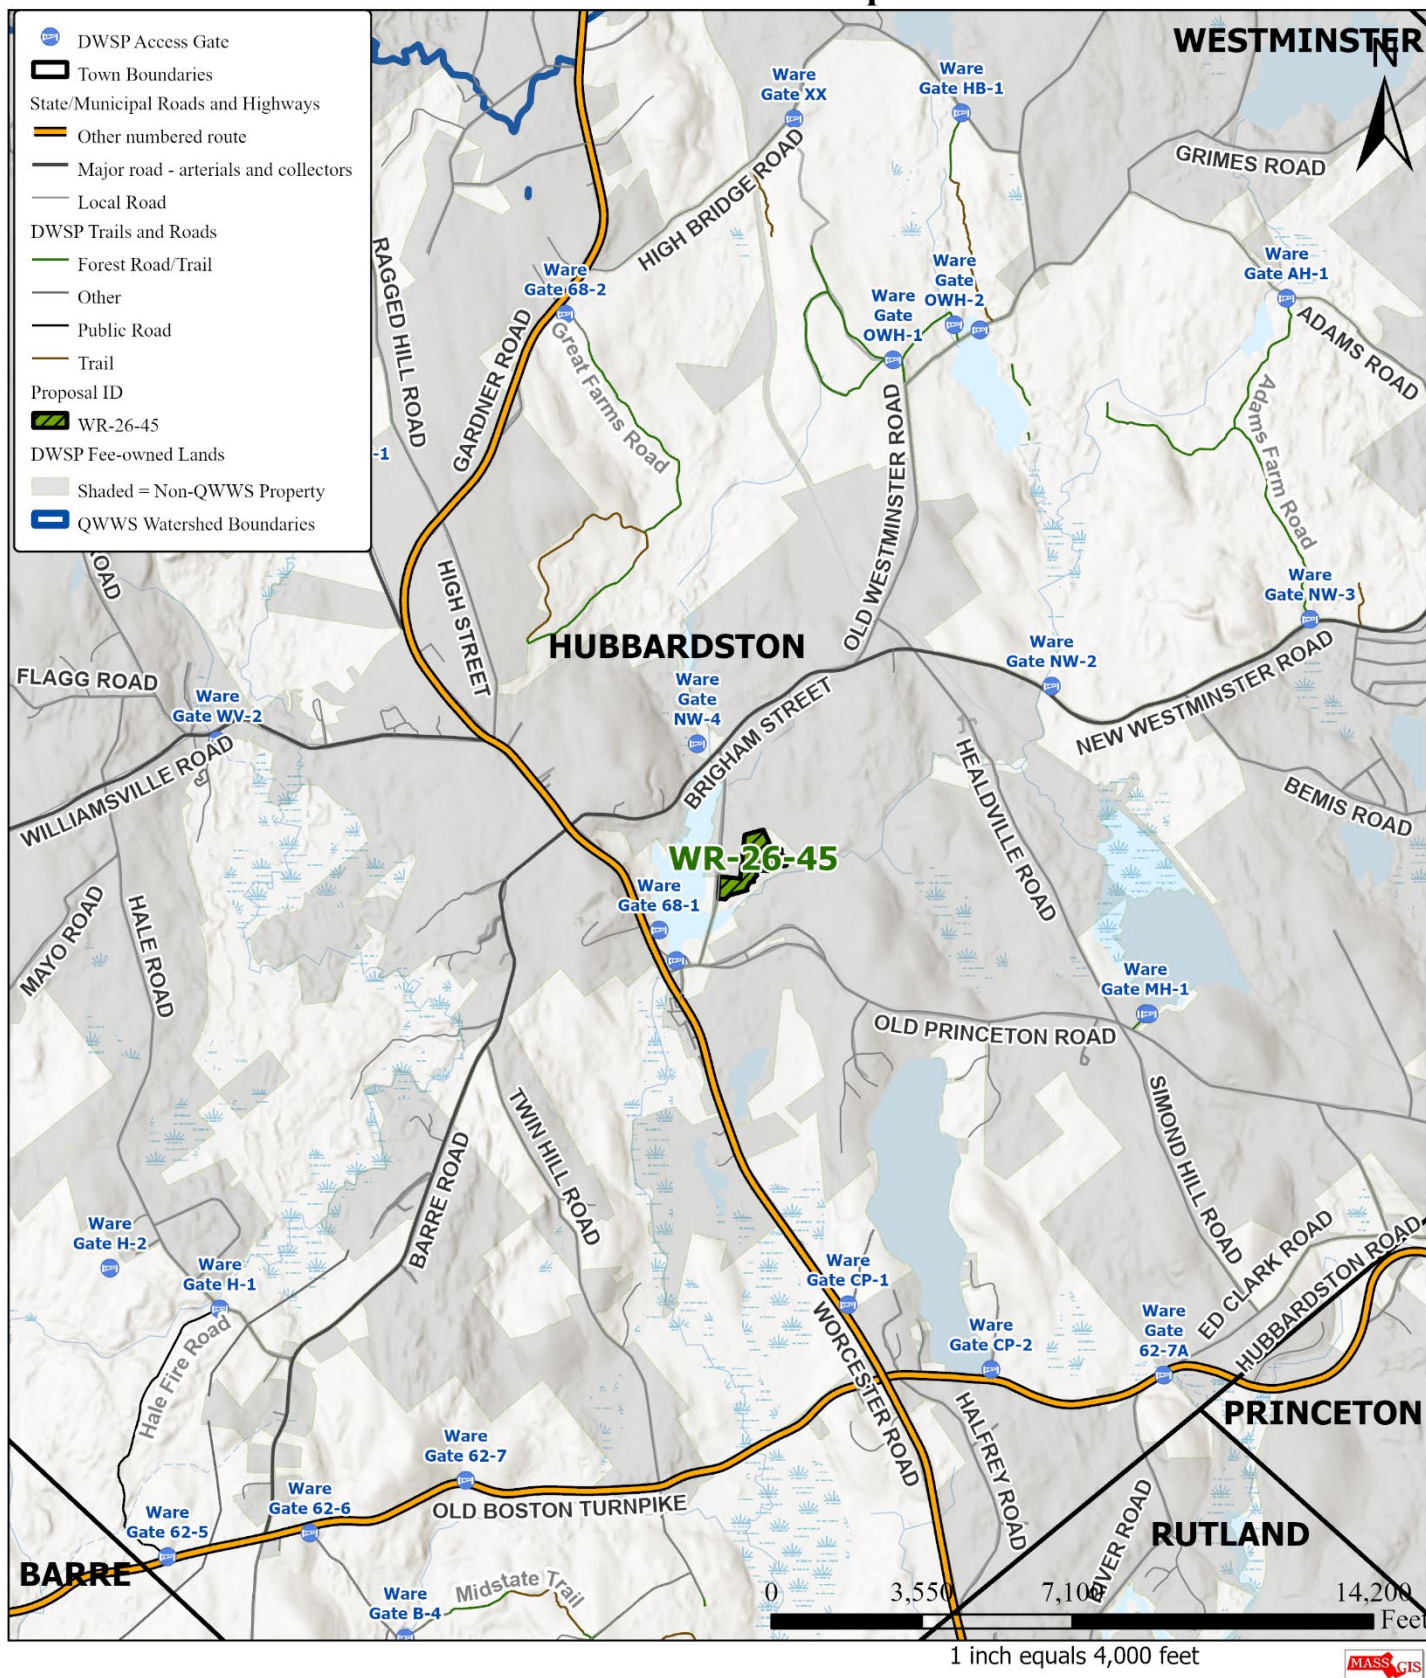 WESTMINSTER
N
DWSP Access Gate
Town Boundaries
State/Municipal Roads and Highways
Other numbered route
Major road - arterials and collectors
Local Road
DWSP Trails and Roads
Forest Road/Trail
Other
Public Road
Trail
Proposal ID
WR-26-45
DWSP Fee-owned Lands
Shaded = Non-QWWS Property
QWWS Watershed Boundaries
Ware
Gate XX
Ware
Gate HB-1
GRIMES ROAD
HIGH BRIDGE ROAD
RAGGED HILL ROAD
Ware
Gate 68-2
Ware
Gate
OWH-2
Ware
Gate
OWH-1
Ware
Gate AH-1
ADAMS ROAD
GARDNER ROAD
Great Farms Road
Adams Farm Road
-1
OLD WESTMINSTER ROAD
OAD
HIGH STREET
Ware
Gate NW-3
HUBBARDSTON
Ware
Gate NW-2
NEW WESTMINSTER ROAD
FLAGG ROAD
Ware
Gate WV-2
Ware
Gate
NW-4
BRIGHAM STREET
WILLIAMSVILLE ROAD
HEALDVILLE ROAD
BEMIS ROAD
WR-26-45
Ware
Gate 68-1
MAYO ROAD
HALE ROAD
Ware
Gate MH-1
OLD PRINCETON ROAD
TWIN HILL ROAD
BARRE ROAD
SIMOND HILL ROAD
Ware
Gate H-2
Ware
Gate H-1
Hale Fire Road
Ware
Gate CP-1
WORCESTER ROAD
Ware
Gate CP-2
Ware
Gate
62-7A
ED CLARK ROAD
HUBBARDSTON ROAD
PRINCETON
HALFREY ROAD
Ware
Gate 62-7
Ware
Gate 62-6
Ware
Gate 62-5
OLD BOSTON TURNPIKE
RIVER ROAD
RUTLAND
BARRE
Midstate Trail
Ware
Gate B-4
0 3,550 7,100 14,200
Feet
1 inch equals 4,000 feet
MASSGIS